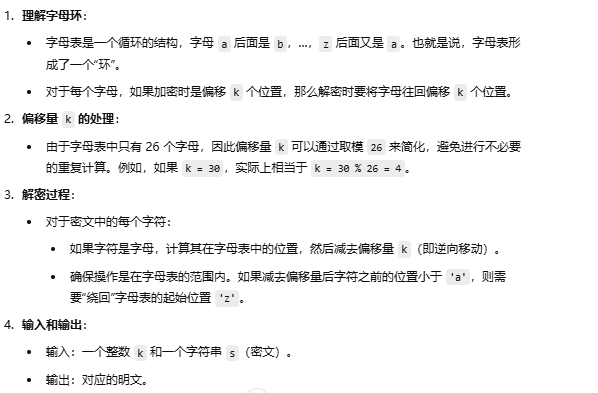 1. 理解字母环：
• 字母表是一个循环的结构，字母 a 后面是 b，...，z 后面又是 a。也就是说，字母表形
成了一个“环”。
• 对于每个字母，如果加密时是偏移 k 个位置，那么解密时要将字母往回偏移 k 个位置。
2. 偏移量 k 的处理：
• 由于字母表中只有 26 个字母，因此偏移量 k 可以通过取模 26 来简化，避免进行不必要
的重复计算。例如，如果 k = 30，实际上相当于 k = 30 % 26 = 4。
3. 解密过程：
• 对于密文中的每个字符：
• 如果字符是字母，计算其在字母表中的位置，然后减去偏移量 k（即逆向移动）。
• 确保操作是在字母表的范围内。如果减去偏移量后字符之前的位置小于 'a'，则需
要“绕回”字母表的起始位置 'z'。
4. 输入和输出：
• 输入：一个整数 k 和一个字符串 s（密文）。
• 输出：对应的明文。